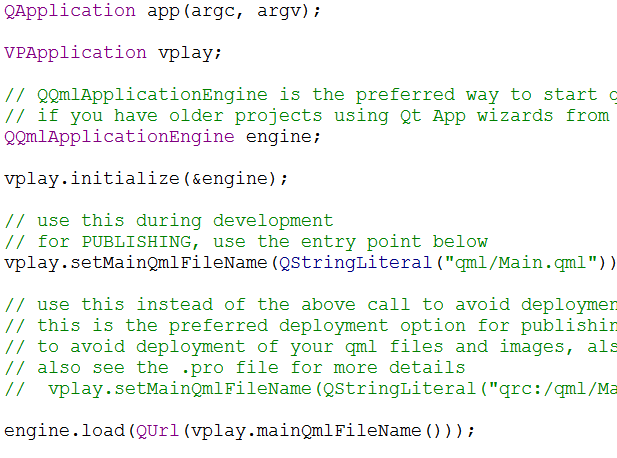 QApplication app(argc, argv);
VPApplication vplay;
// QQmlApplicationEngine is the preferred way to start
// if you have older projects using Qt App wizards from
QQmlApplicationEngine engine;
vplay.initialize(&engine);
// use this during development
// for PUBLISHING, use the entry point below
vplay.setMainQmlFileName(QStringLiteral("qml/Main.qml"))
// use this instead of the above call to avoid deploymen
// this is the preferred deployment option for publishin
// to avoid deployment of your qml files and images, als
// also see the .pro file for more details
//  vplay.setMainQmlFileName(QStringLiteral("qrc:/qml/Ma
engine.load(QUrl(vplay.mainQmlFileName()));